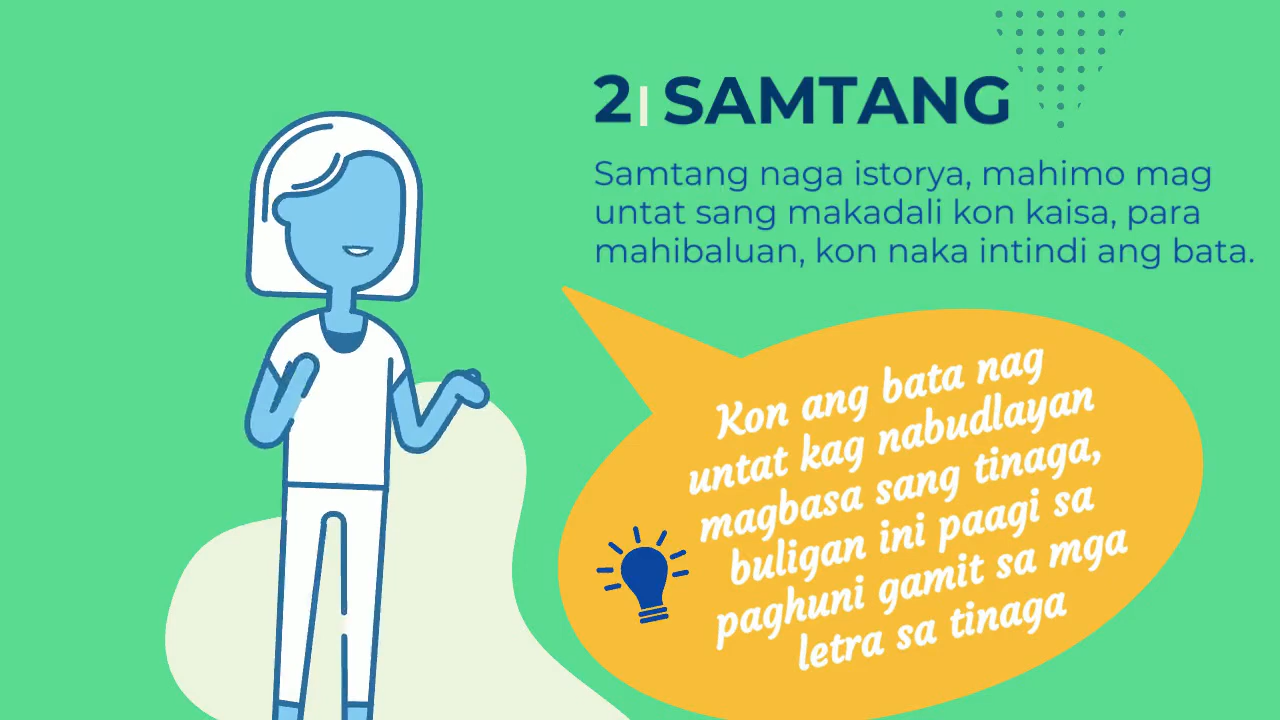 2 SAMTANG
Samtang naga istorya, mahimo mag
untat sang makadali kon kaisa, para
mahibaluan, kon naka intindi ang bata.
Kon ang bata nag
untat kag nabudlayan
magbasa sang tinaga,
buligan ini paagi sa
paghuni gamit sa mga
letra sa tinaga